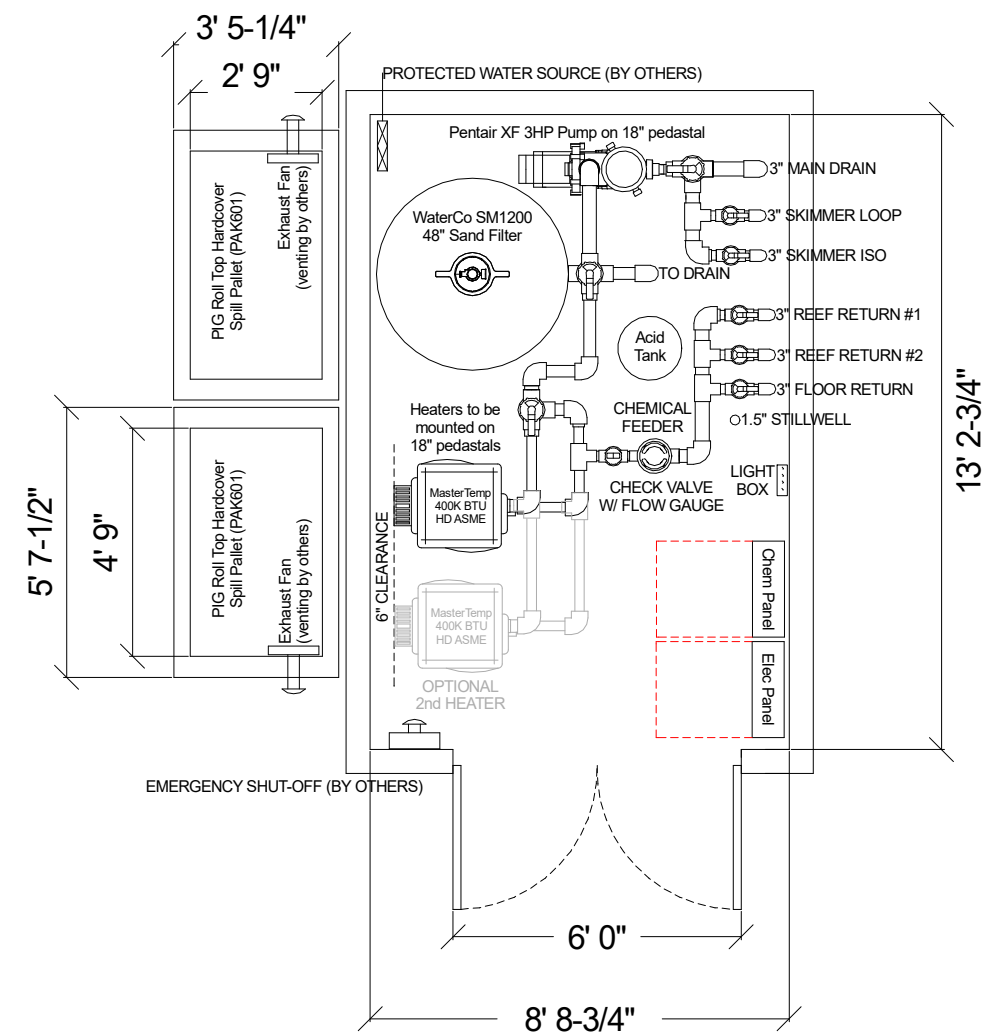 3' 5-1/4"
2' 9"
PROTECTED WATER SOURCE (BY OTHERS)
Pentair XF 3HP Pump on 18" pedastal
3" MAIN DRAIN
3" SKIMMER LOOP
3" SKIMMER ISO
WaterCo SM1200
48" Sand Filter
TO DRAIN
PIG Roll Top Hardcover
Spill Pallet (PAK601)
Exhaust Fan
(venting by others)
3" REEF RETURN #1
3" REEF RETURN #2
3" FLOOR RETURN
Acid
Tank
1.5" STILLWELL
13' 2-3/4"
Heaters to be
mounted on
18" pedastals
CHEMICAL
FEEDER
CHECK VALVE
W/ FLOW GAUGE
LIGHT
BOX
5' 7-1/2"
4' 9"
PIG Roll Top Hardcover
Spill Pallet (PAK601)
Exhaust Fan
(venting by others)
6" CLEARANCE
MasterTemp
400K BTU
HD ASME
MasterTemp
400K BTU
HD ASME
OPTIONAL
2nd HEATER
Chem Panel
Elec Panel
EMERGENCY SHUT-OFF (BY OTHERS)
6' 0"
8' 8-3/4"